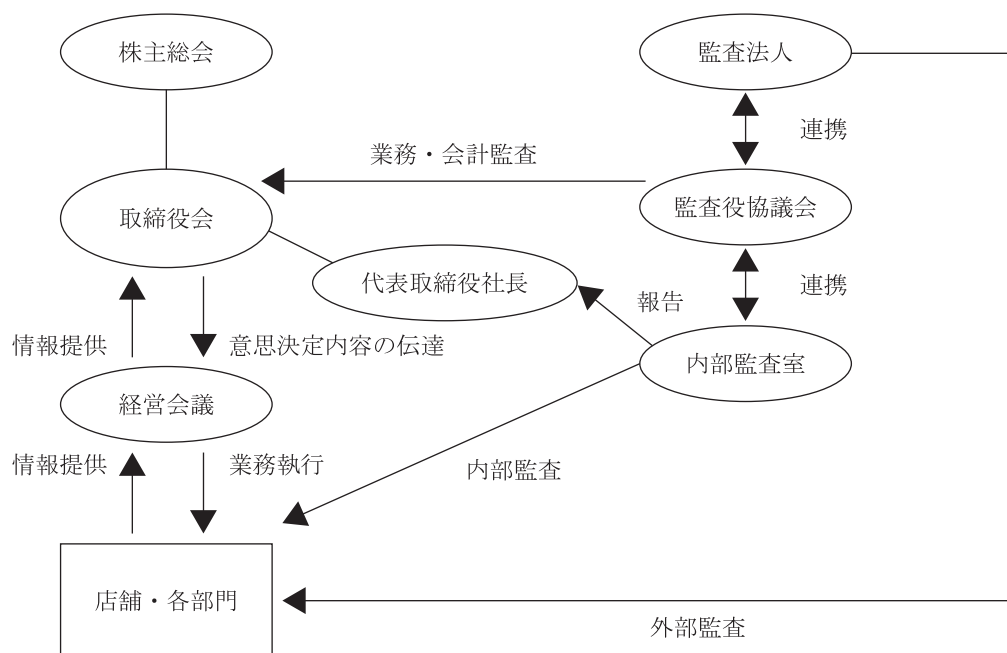 株主総会
監査法人
連携
業務・会計監査
取締役会
監査役協議会
代表取締役社長
連携
報告
情報提供
意思決定内容の伝達
内部監査室
経営会議
情報提供
業務執行
内部監査
店舗・各部門
外部監査